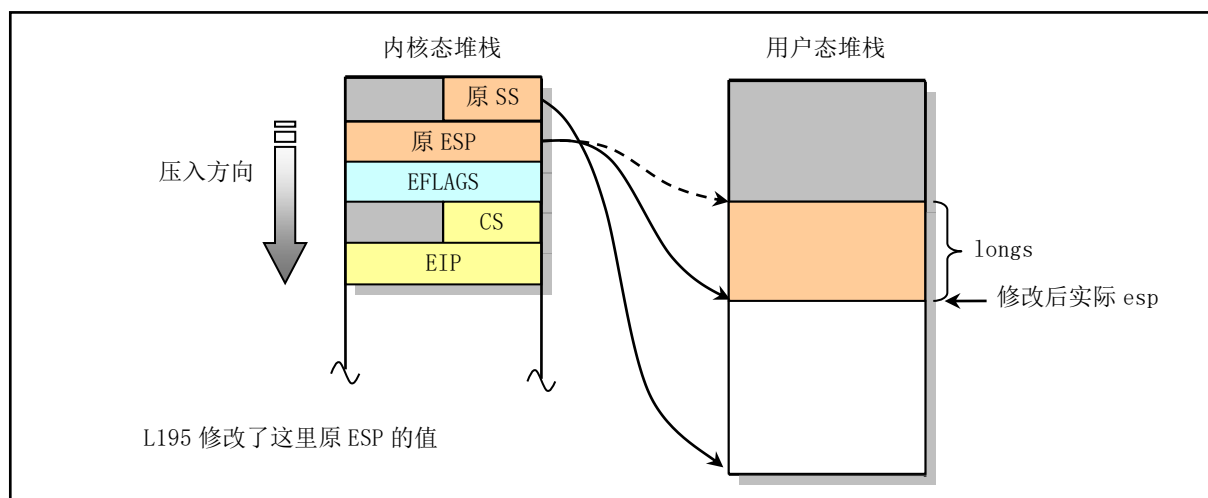 内核态堆栈
用户态堆栈
原 SS
原 ESP
压入方向
EFLAGS
CS
EIP
longs
修改后实际 esp
L195 修改了这里原 ESP 的值